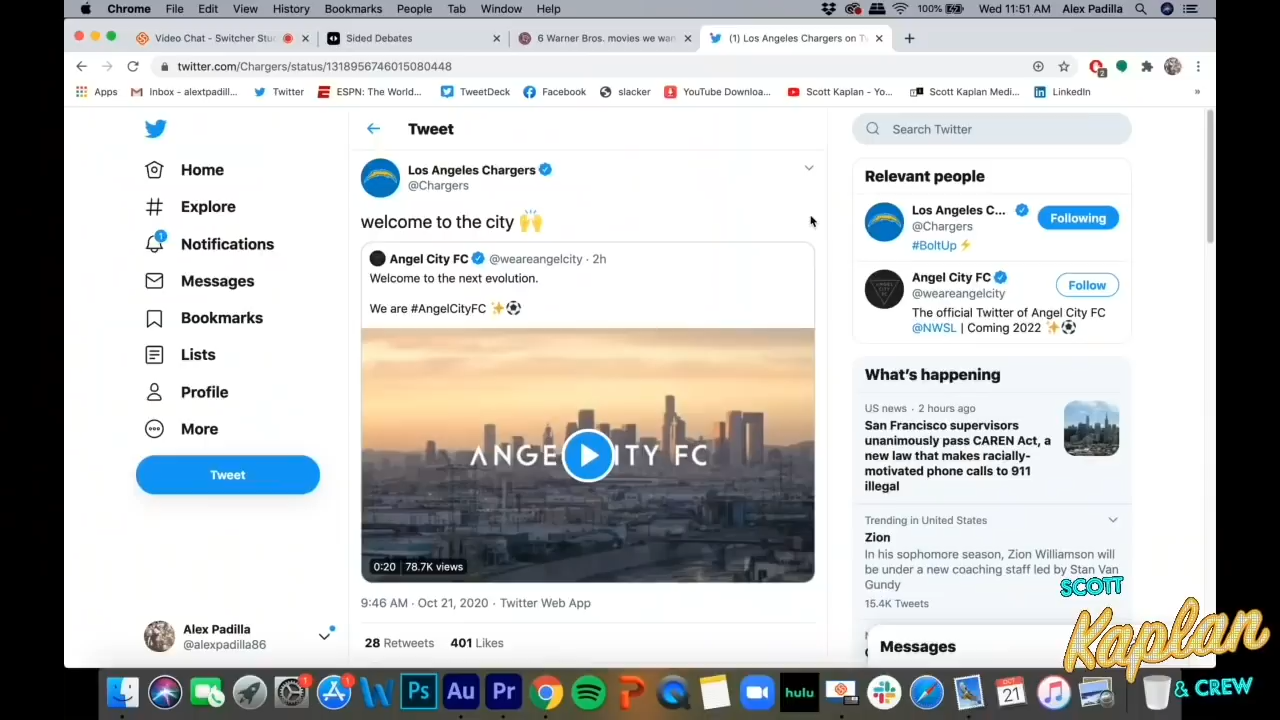 Chrome File Edit View History Bookmarks People Tab Window Help 100% Wed 11:51 AM Alex Padilla
Video Chat - Switcher Stu Sided Debates 6 Warner Bros. movies we wan (1) Los Angeles Chargers on Tw
twitter.com/Chargers/status/1318956746015080448
Apps Inbox - alextpadill... Twitter ESPN: The World... TweetDeck Facebook slacker YouTube Downloa... Scott Kaplan - Yo... Scott Kaplan Medi... LinkedIn »
Home
Explore
1
Notifications
Messages
Bookmarks
Lists
Profile
More
Tweet
Alex Padilla
@alexpadilla86
Tweet
Los Angeles Chargers
@Chargers
welcome to the city 🙌
Angel City FC @weareangelcity · 2h
Welcome to the next evolution.
We are #AngelCityFC ✨⚽
ANGE CITY FC
0:20 78.7K views
9:46 AM · Oct 21, 2020 · Twitter Web App
28 Retweets 401 Likes
Search Twitter
Relevant people
Los Angeles C... Following
@Chargers
#BoltUp ⚡
Angel City FC Follow
@weareangelcity
The official Twitter of Angel City FC
@NWSL | Coming 2022 ✨⚽
What's happening
US news · 2 hours ago
San Francisco supervisors
unanimously pass CAREN Act, a
new law that makes racially-
motivated phone calls to 911
illegal
Trending in United States
Zion
In his sophomore season, Zion Williamson will
be under a new coaching staff led by Stan Van
Gundy
15.4K Tweets
Messages
SCOTT
Kaplan
& CREW
Ps Au Pr hulu OCT 21